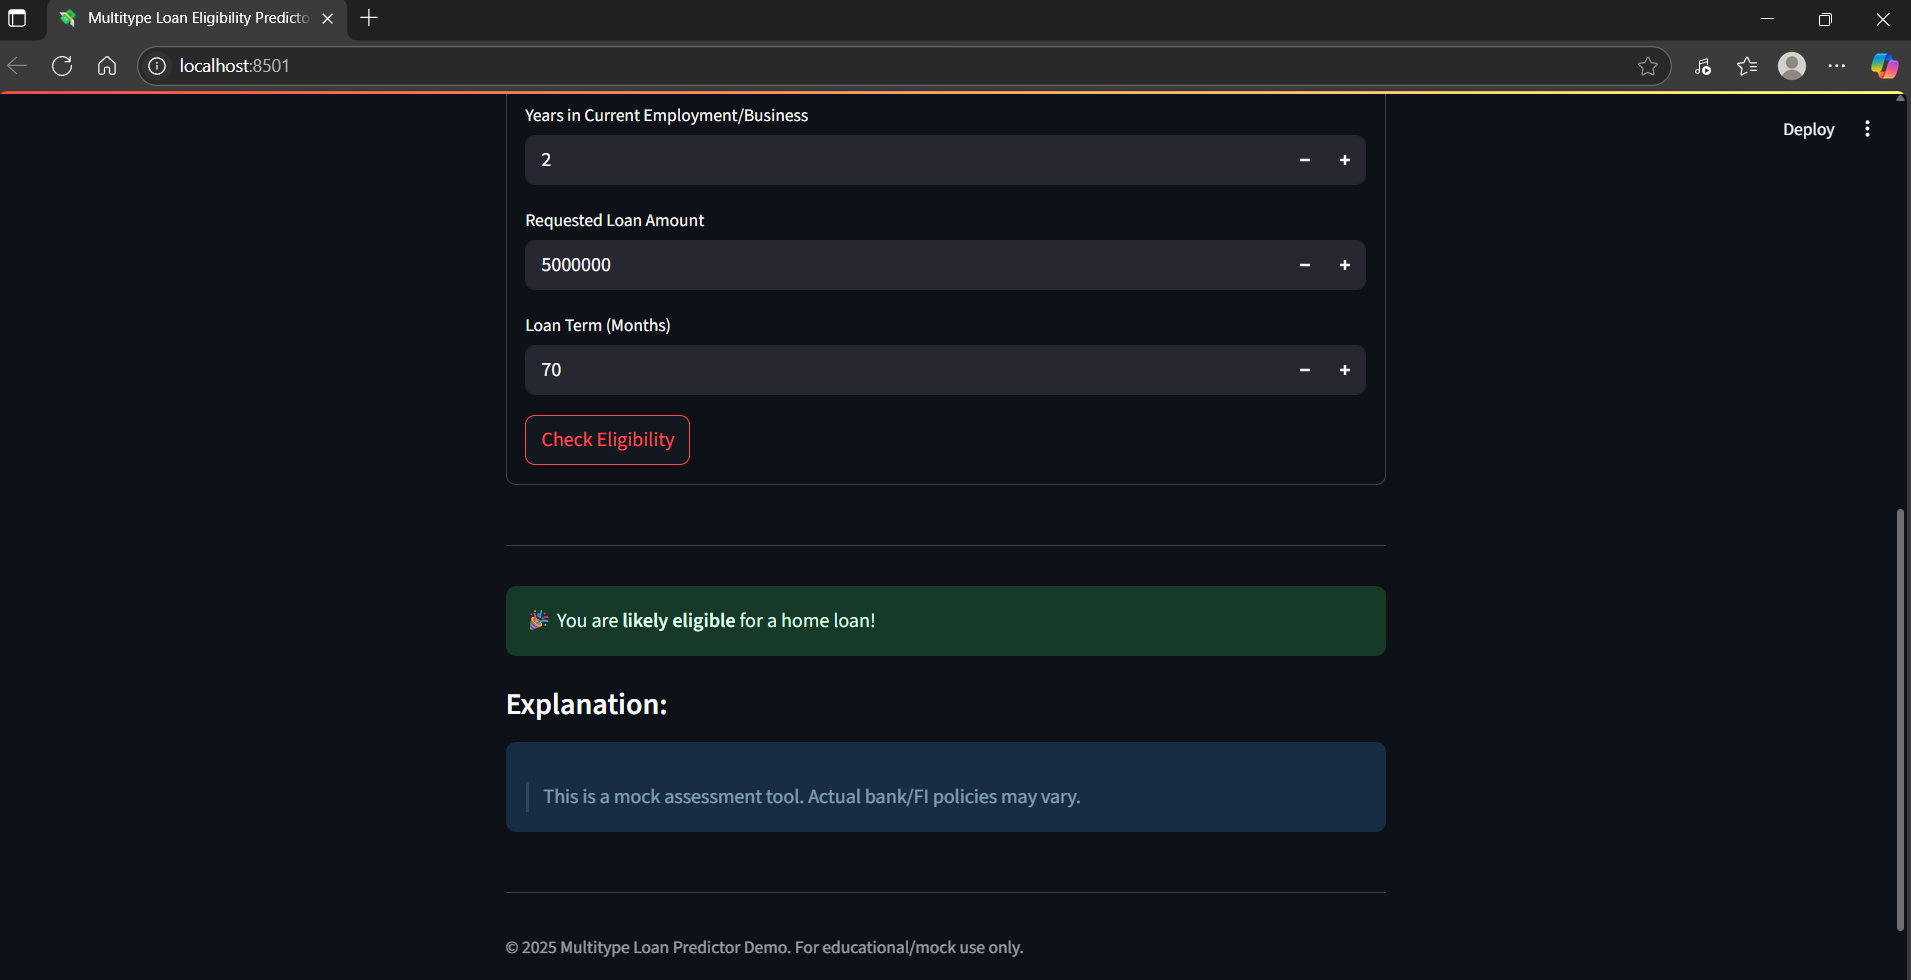 Multitype Loan Eligibility Predicto
localhost:8501
Deploy
Years in Current Employment/Business
2
Requested Loan Amount
5000000
Loan Term (Months)
70
Check Eligibility
🎉 You are likely eligible for a home loan!
Explanation:
This is a mock assessment tool. Actual bank/FI policies may vary.
© 2025 Multitype Loan Predictor Demo. For educational/mock use only.